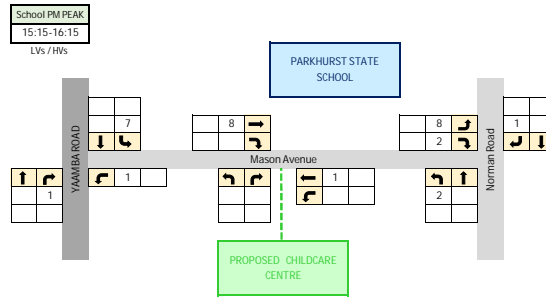 School PM PEAK
15:15-16:15
LVs / HVs
PARKHURST STATE
SCHOOL
7
8
8
2
1
YAAMBA ROAD
Mason Avenue
Norman Road
1
1
1
2
PROPOSED CHILDCARE
CENTRE